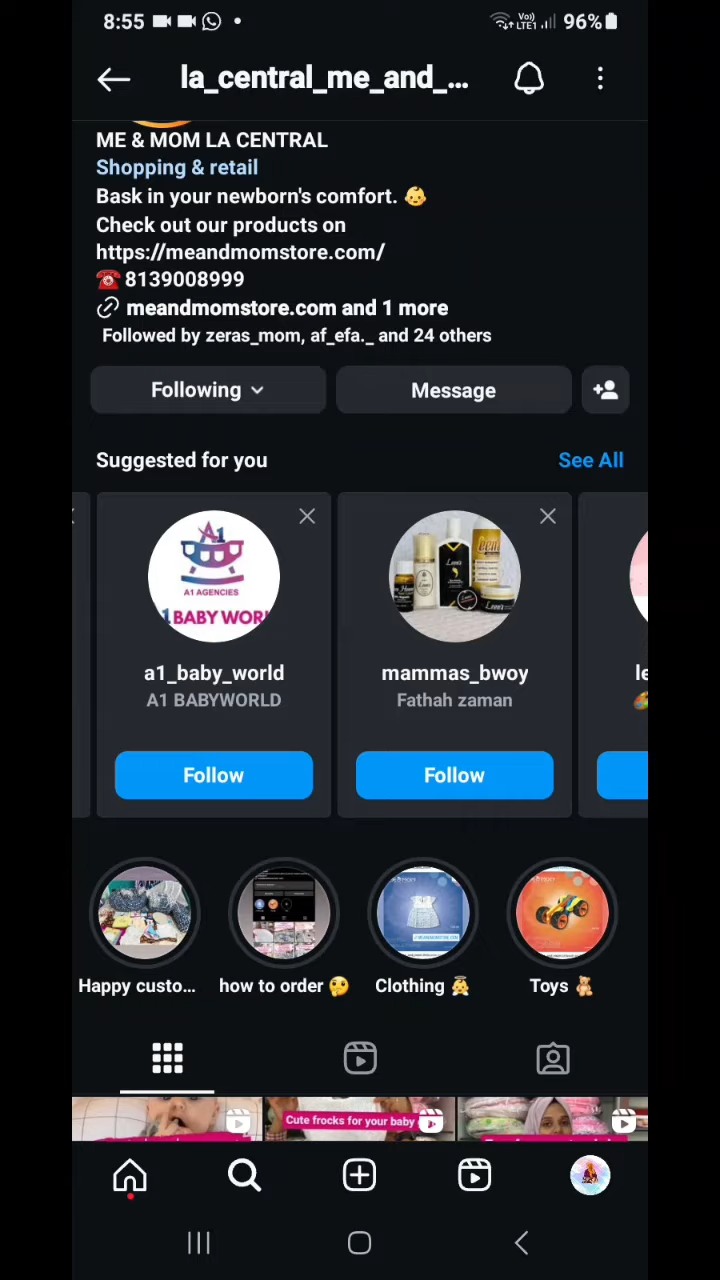 8:55
Vo)) LTE1 96%
la_central_me_and_...
ME & MOM LA CENTRAL
Shopping & retail
Bask in your newborn's comfort. 👶
Check out our products on
https://meandmomstore.com/
☎️8139008999
meandmomstore.com and 1 more
Followed by zeras_mom, af_efa._ and 24 others
Following Message
Suggested for you See All
A1
A1 AGENCIES
BABY WOR
a1_baby_world mammas_bwoy
A1 BABYWORLD Fathah zaman
Follow Follow
Happy custo... how to order 🤔 Clothing 👼 Toys 🧸
Cute frocks for your baby